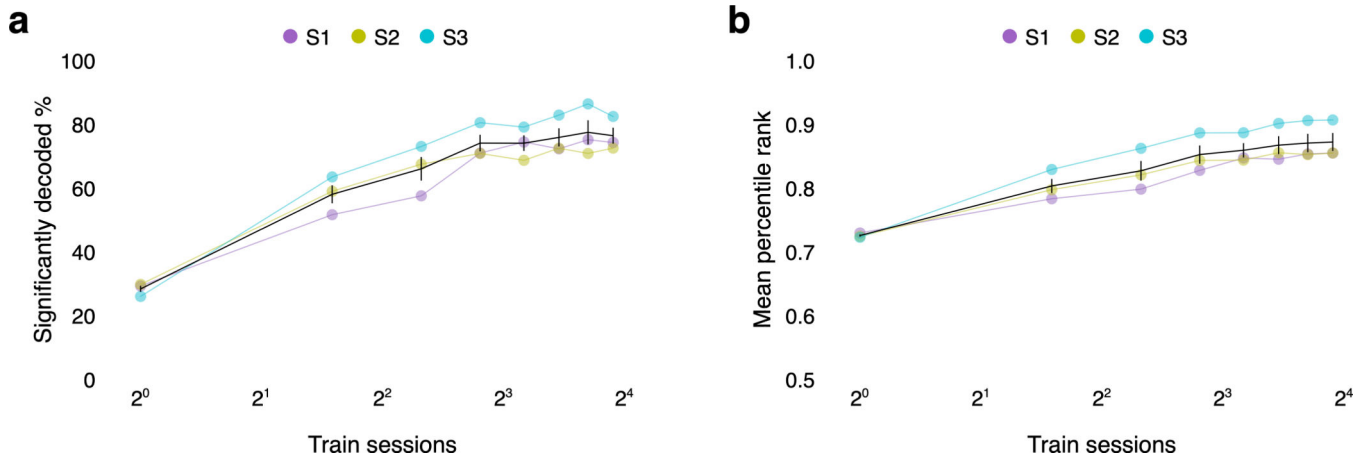 a
S1 S2 S3
Significantly decoded %
100
80
60
40
20
0
2⁰ 2¹ 2² 2³ 2⁴
Train sessions
b
S1 S2 S3
Mean percentile rank
1.0
0.9
0.8
0.7
0.6
0.5
2⁰ 2¹ 2² 2³ 2⁴
Train sessions